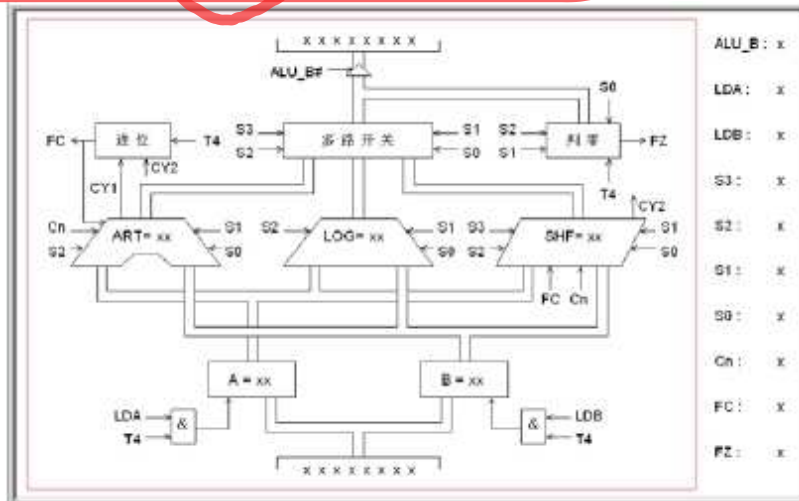 x x x x x x x x
ALU_B : x
ALU_B#
S0
LDA : x
FC 进位 T4 S3 S2 多路开关 S1 S0 S2 S1 判零 FZ
LDB : x
CY1 CY2 T4
S3 : x
CY2
Cn S2 ART= xx S1 S0 S2 LOG= xx S1 S0 S3 S2 SHF= xx S1 S0
S2 : x
FC Cn
S1 : x
S0 : x
A = xx B = xx
Cn : x
LDA & T4 & LDB T4
FC : x
FZ : x
x x x x x x x x